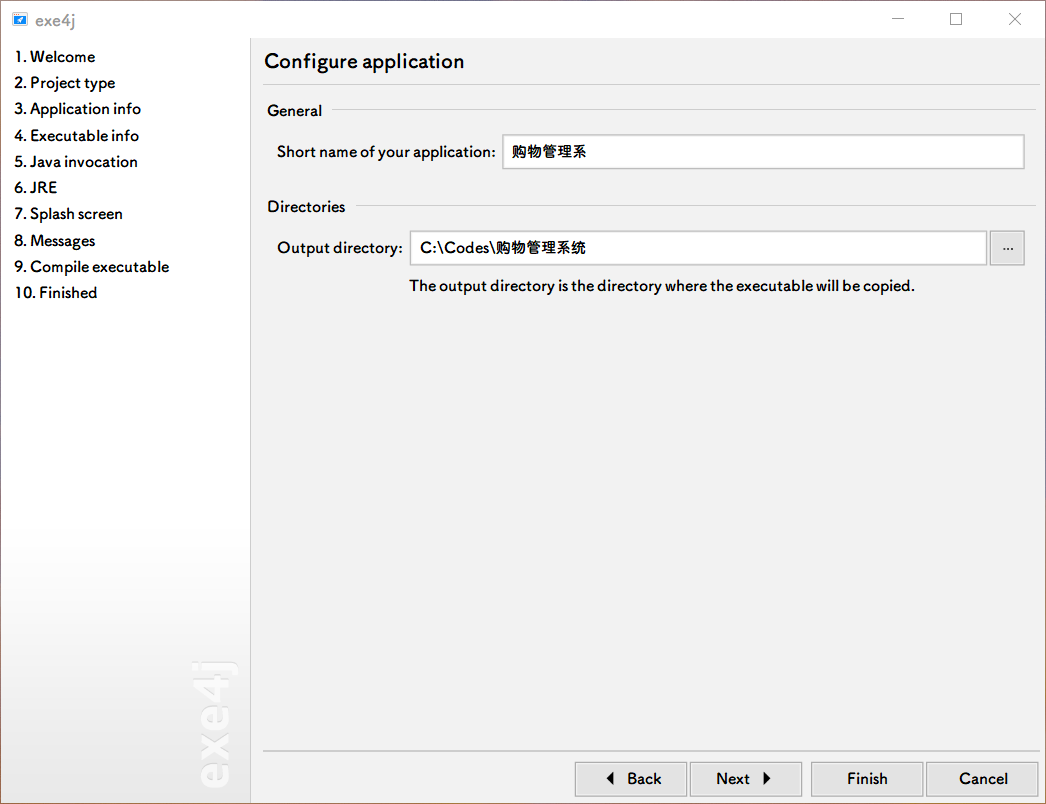 exe4j
1. Welcome
2. Project type
3. Application info
4. Executable info
5. Java invocation
6. JRE
7. Splash screen
8. Messages
9. Compile executable
10. Finished
exe4j
Configure application
General
Short name of your application: 购物管理系
Directories
Output directory: C:\Codes\购物管理系统 ...
The output directory is the directory where the executable will be copied.
Back Next Finish Cancel